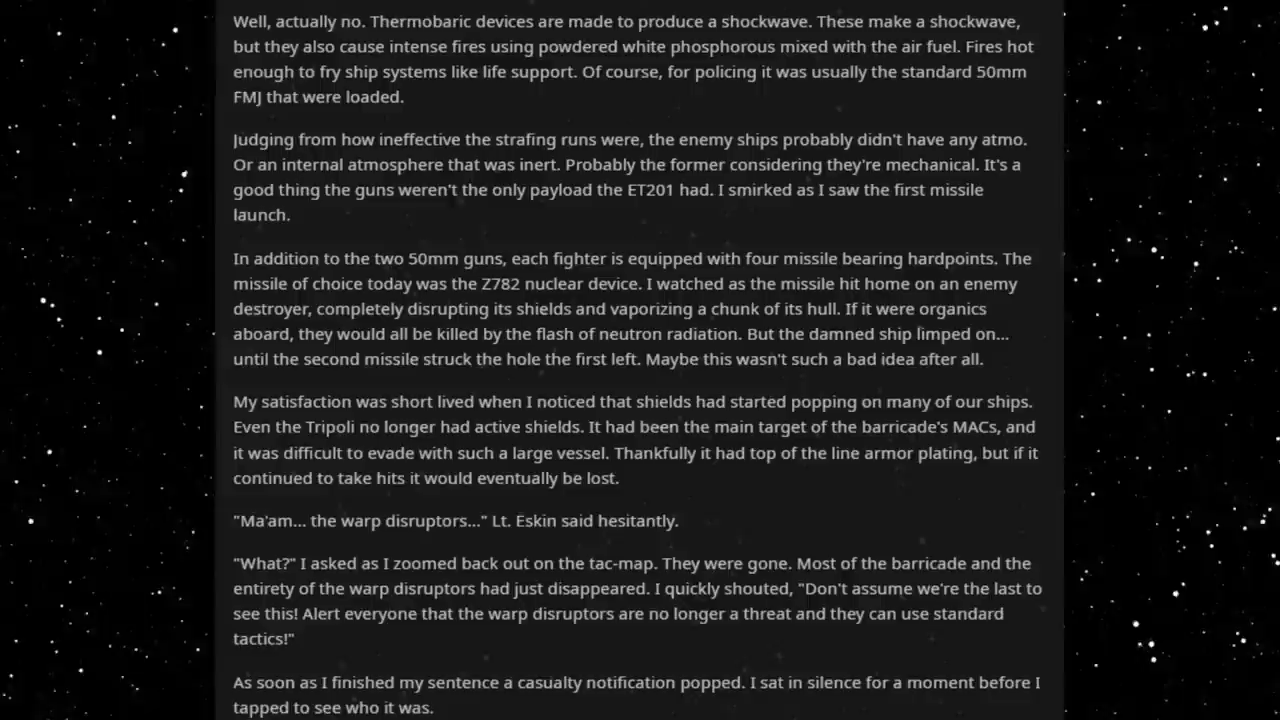 Well, actually no. Thermobaric devices are made to produce a shockwave. These make a shockwave,
but they also cause intense fires using powdered white phosphorous mixed with the air fuel. Fires hot
enough to fry ship systems like life support. Of course, for policing it was usually the standard 50mm
FMJ that were loaded.
Judging from how ineffective the strafing runs were, the enemy ships probably didn't have any atmo.
Or an internal atmosphere that was inert. Probably the former considering they're mechanical. It's a
good thing the guns weren't the only payload the ET201 had. I smirked as I saw the first missile
launch.
In addition to the two 50mm guns, each fighter is equipped with four missile bearing hardpoints. The
missile of choice today was the Z782 nuclear device. I watched as the missile hit home on an enemy
destroyer, completely disrupting its shields and vaporizing a chunk of its hull. If it were organics
aboard, they would all be killed by the flash of neutron radiation. But the damned ship limped on...
until the second missile struck the hole the first left. Maybe this wasn't such a bad idea after all.
My satisfaction was short lived when I noticed that shields had started popping on many of our ships.
Even the Tripoli no longer had active shields. It had been the main target of the barricade's MACs, and
it was difficult to evade with such a large vessel. Thankfully it had top of the line armor plating, but if it
continued to take hits it would eventually be lost.
"Ma'am... the warp disruptors..." Lt. Eskin said hesitantly.
"What?" I asked as I zoomed back out on the tac-map. They were gone. Most of the barricade and the
entirety of the warp disruptors had just disappeared. I quickly shouted, "Don't assume we're the last to
see this! Alert everyone that the warp disruptors are no longer a threat and they can use standard
tactics!"
As soon as I finished my sentence a casualty notification popped. I sat in silence for a moment before I
tapped to see who it was.